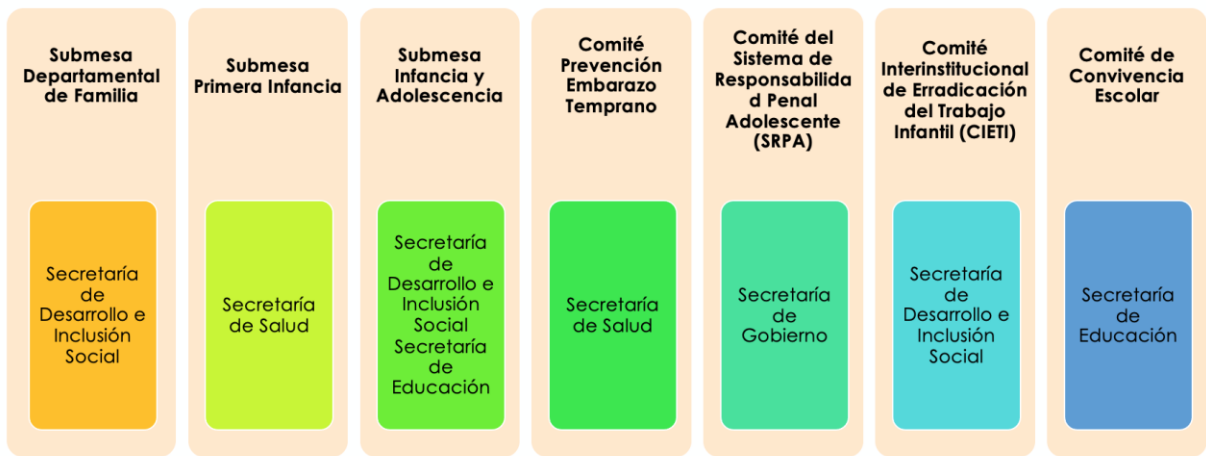 Submesa
Departamental
de Familia
Secretaría
de
Desarrollo e
Inclusión
Social
Submesa
Primera Infancia
Secretaría
de Salud
Submesa
Infancia y
Adolescencia
Secretaría
de
Desarrollo e
Inclusión
Social
Secretaría
de
Educación
Comité
Prevención
Embarazo
Temprano
Secretaría
de Salud
Comité del
Sistema de
Responsabilida
d Penal
Adolescente
(SRPA)
Secretaría
de
Gobierno
Comité
Interinstitucional
de Erradicación
del Trabajo
Infantil (CIETI)
Secretaría
de
Desarrollo e
Inclusión
Social
Comité de
Convivencia
Escolar
Secretaría
de
Educación